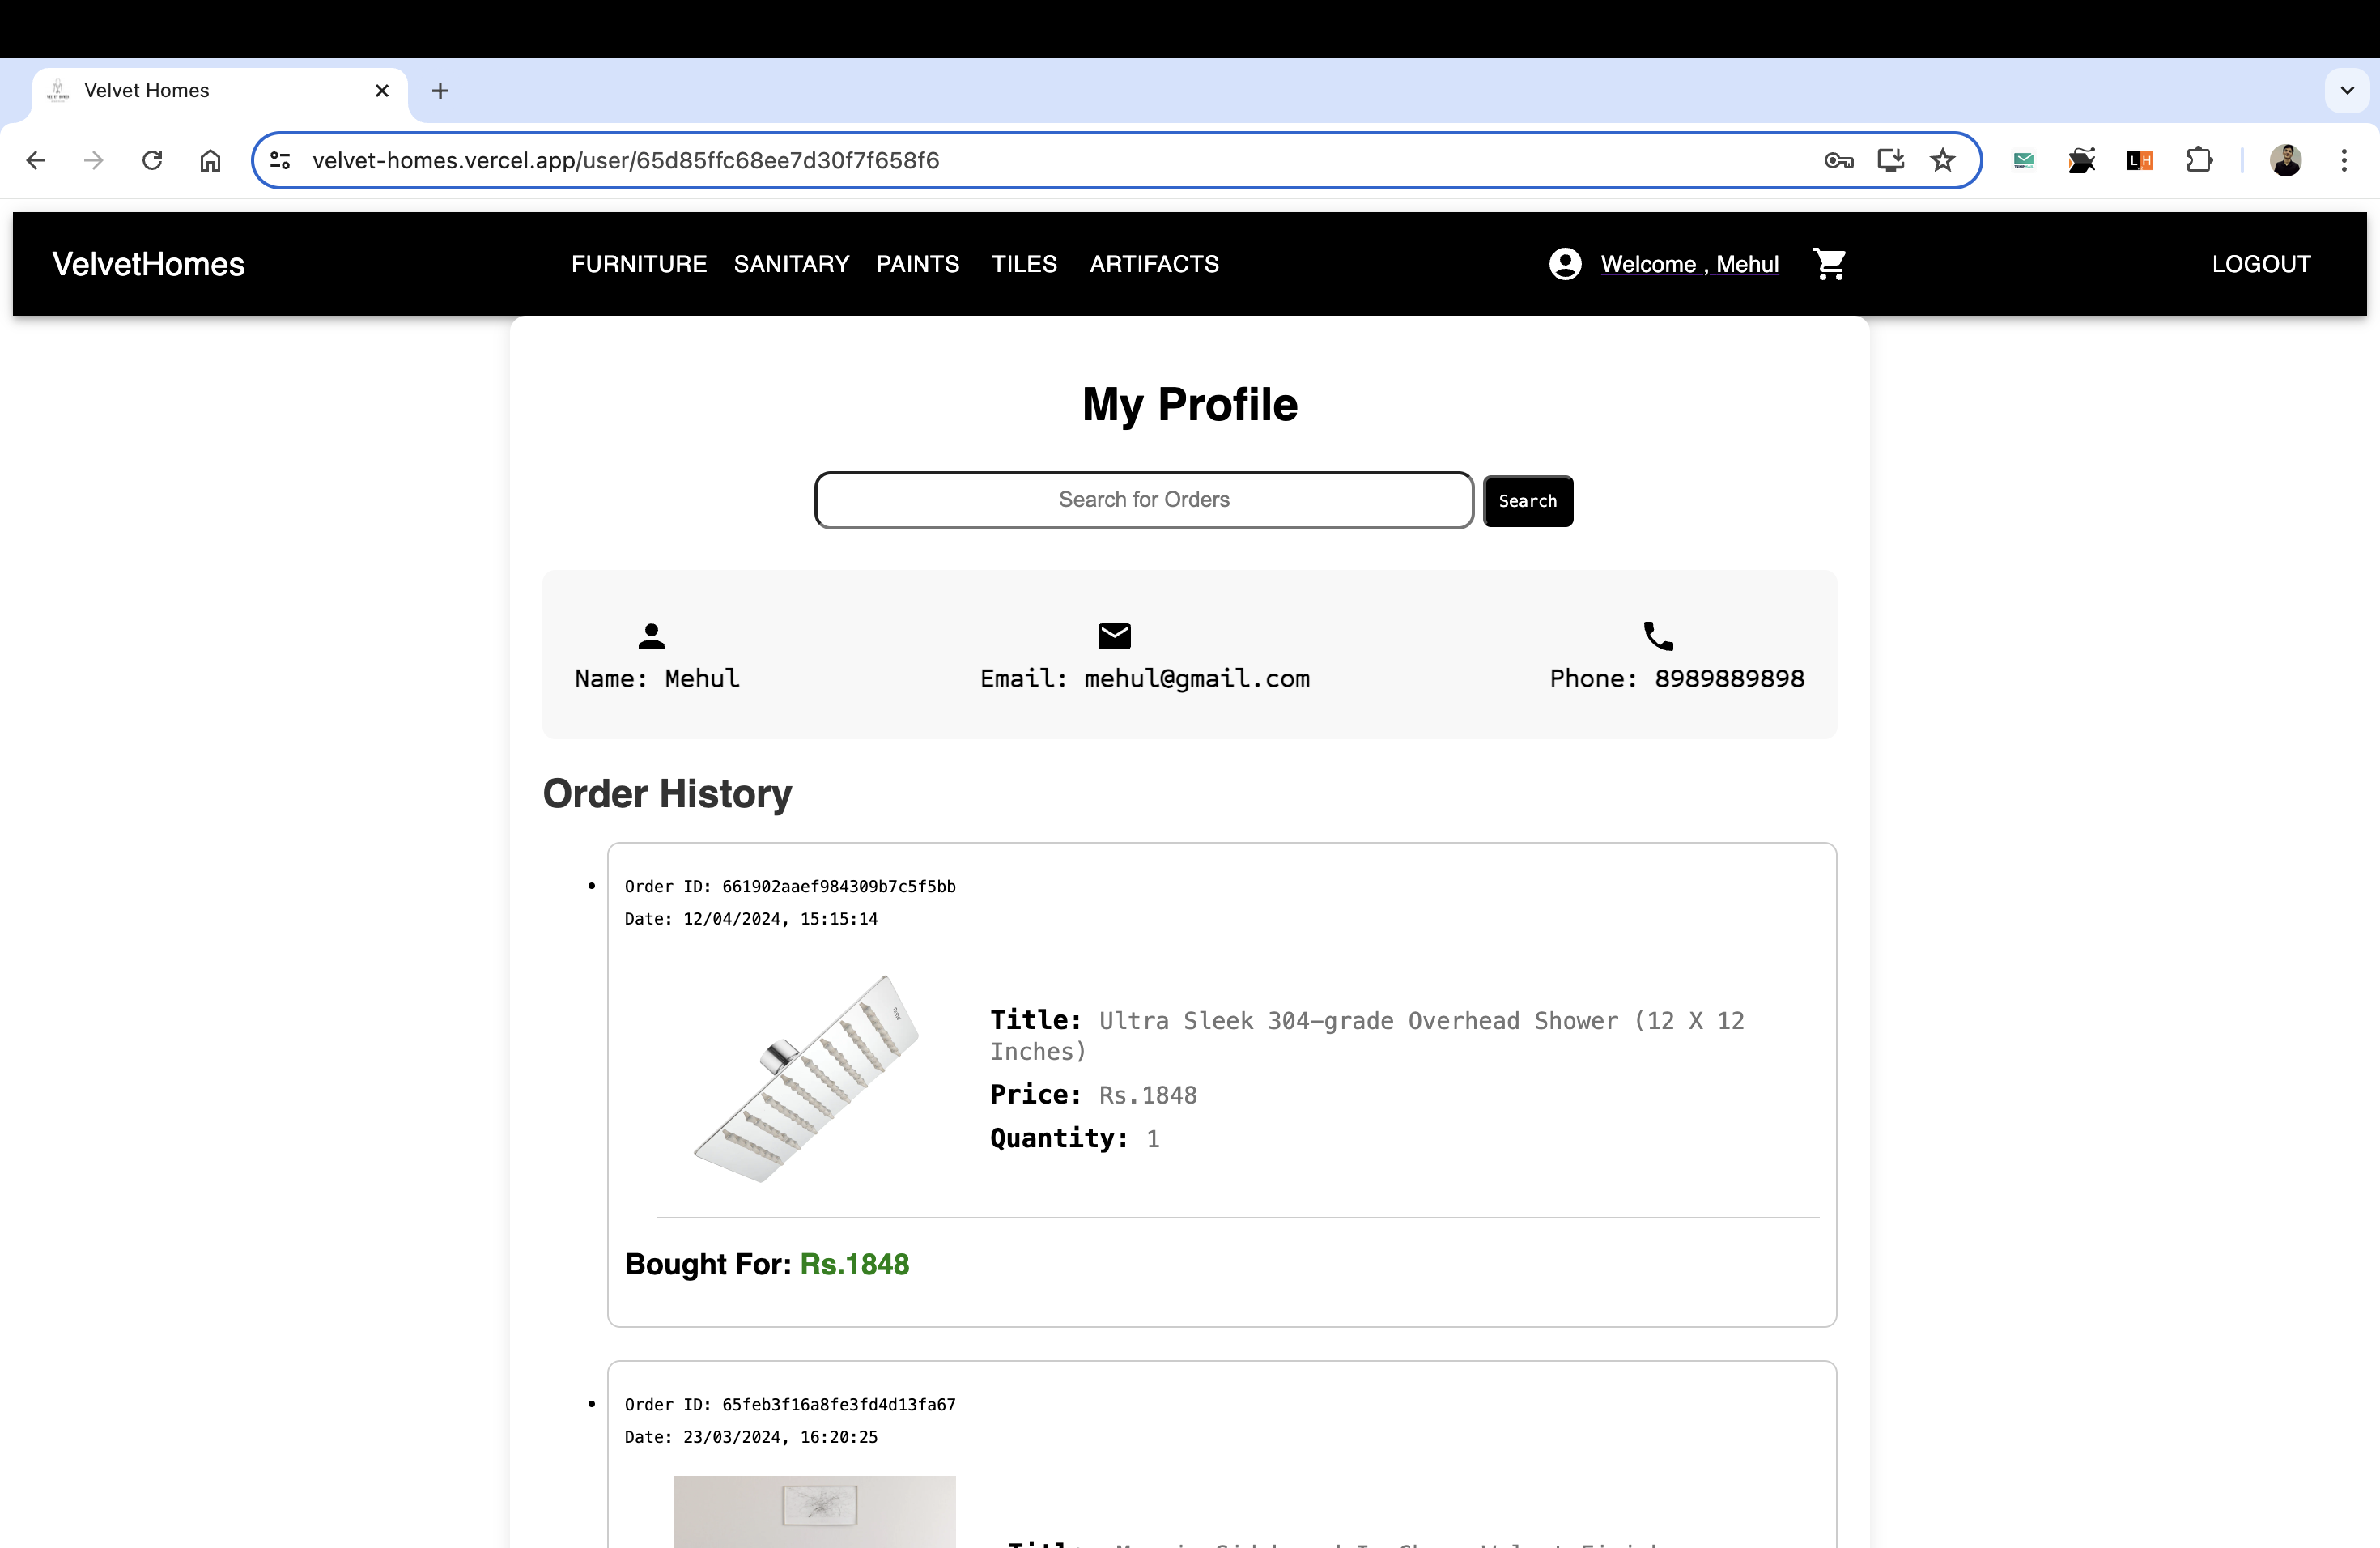 Velvet Homes
velvet-homes.vercel.app/user/65d85ffc68ee7d30f7f658f6
LH
VelvetHomes
FURNITURE SANITARY PAINTS TILES ARTIFACTS
Welcome , Mehul
LOGOUT
My Profile
Search for Orders
Search
Name: Mehul
Email: mehul@gmail.com
Phone: 8989889898
Order History
Order ID: 661902aaef984309b7c5f5bb
Date: 12/04/2024, 15:15:14
Title: Ultra Sleek 304-grade Overhead Shower (12 X 12
Inches)
Price: Rs.1848
Quantity: 1
Bought For: Rs.1848
Order ID: 65feb3f16a8fe3fd4d13fa67
Date: 23/03/2024, 16:20:25
Title: